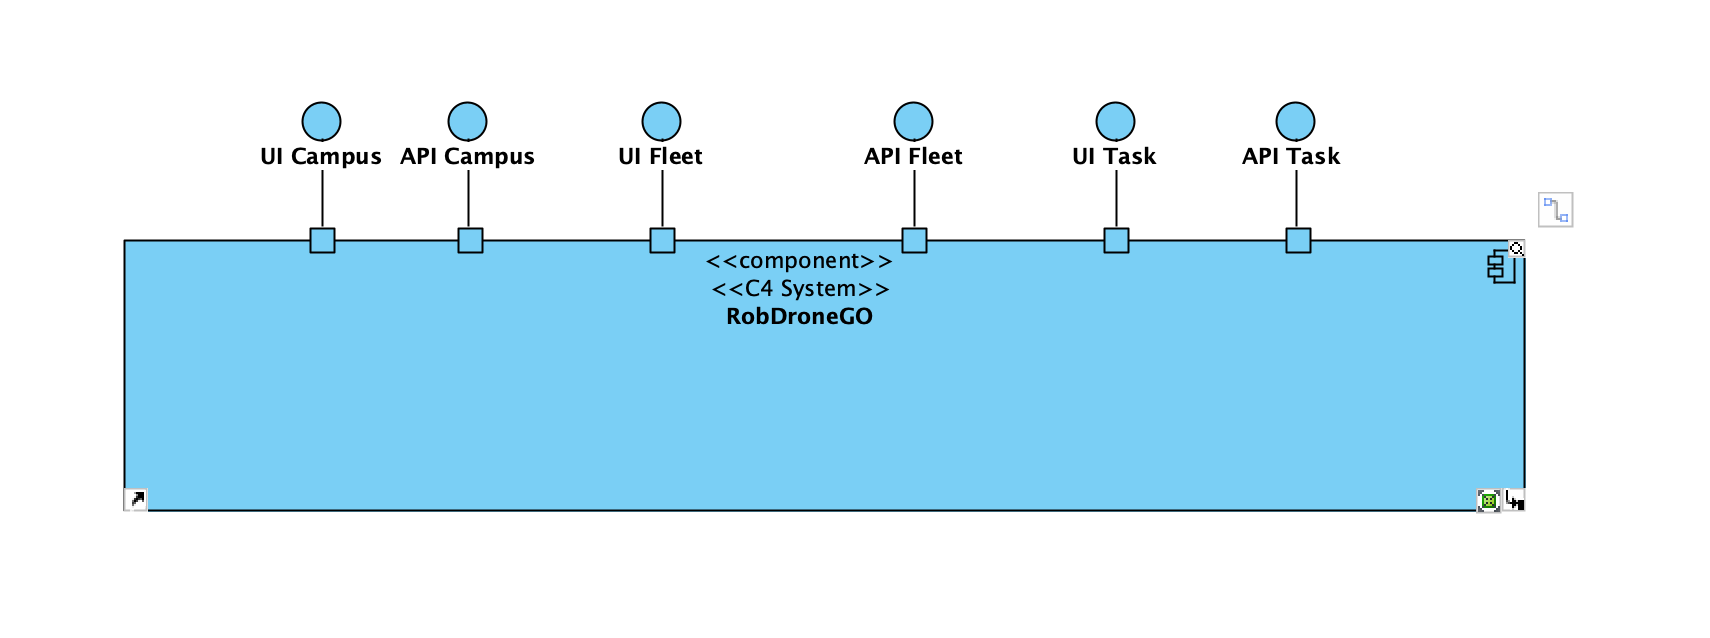 UI Campus
API Campus
UI Fleet
API Fleet
UI Task
API Task
<<component>>
<<C4 System>>
RobDroneGO